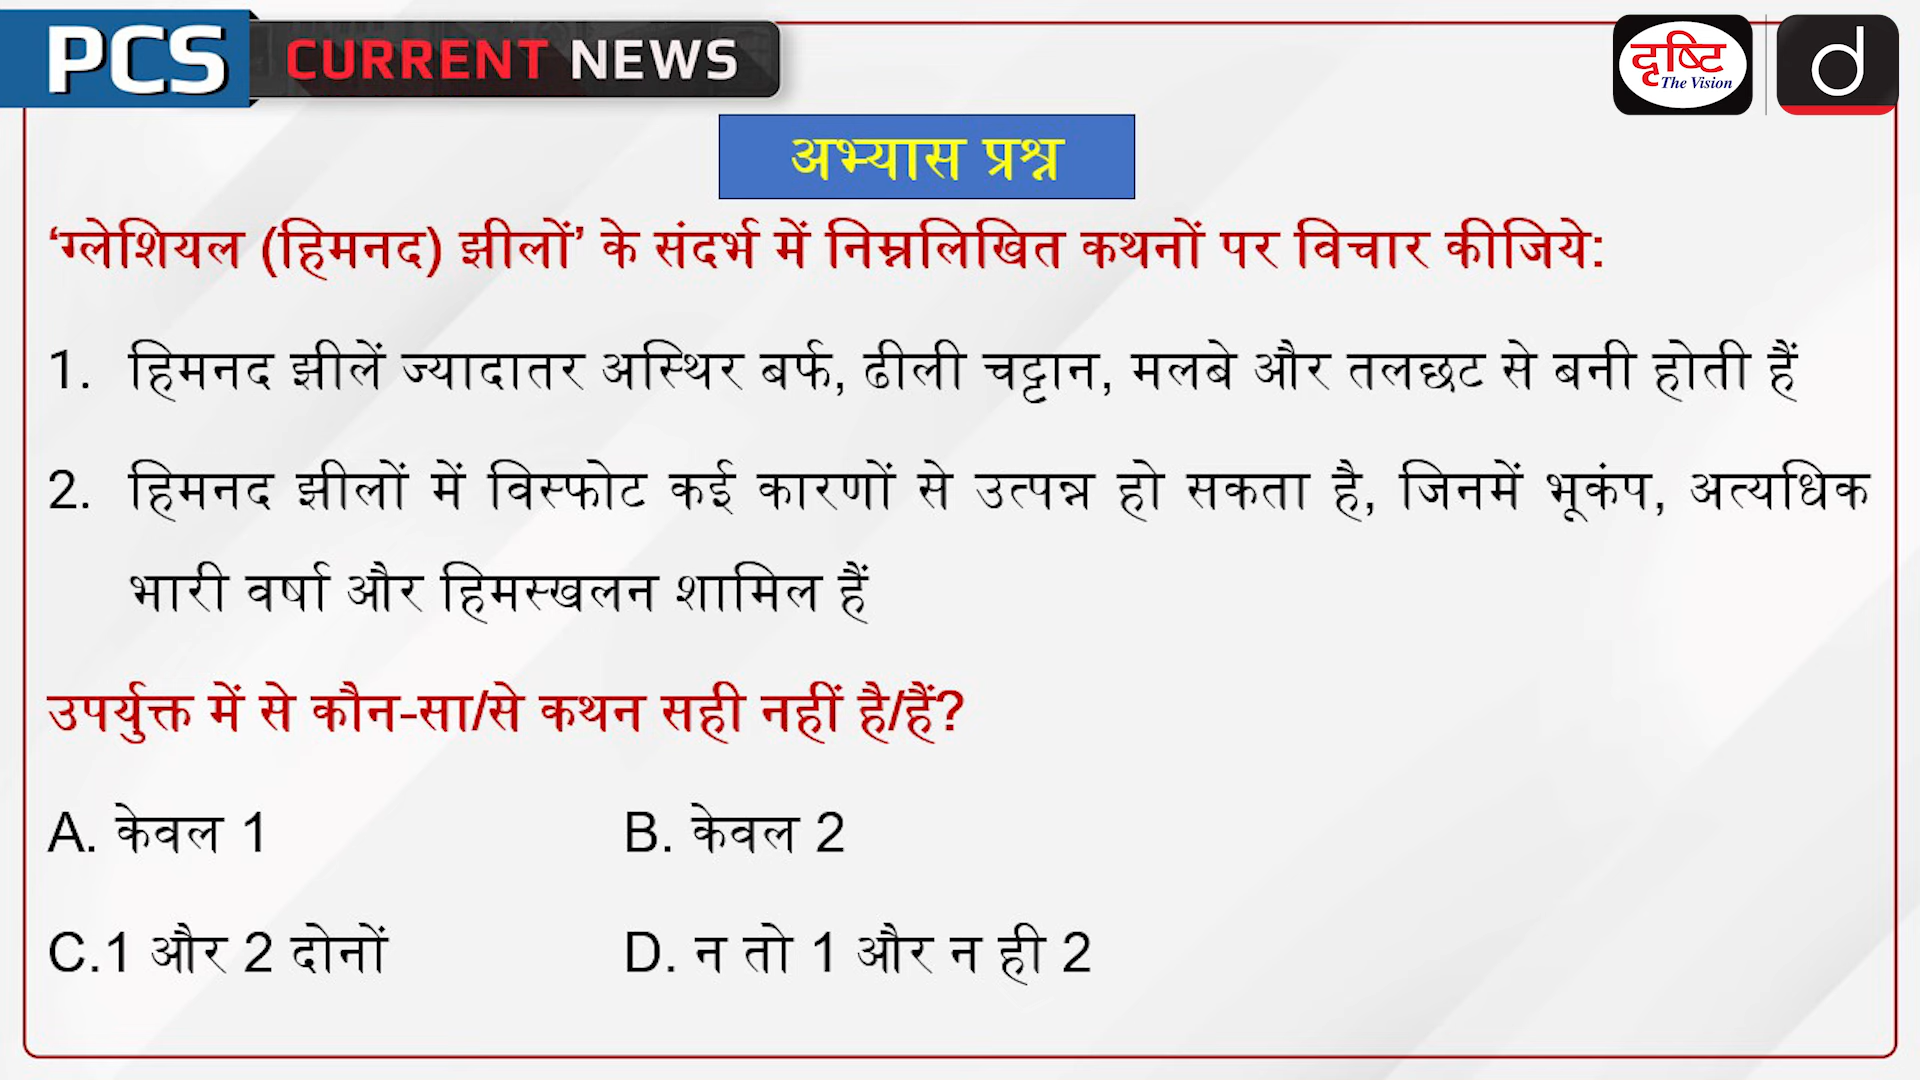 PCS CURRENT NEWS
दृष्टि
The Vision
d
अभ्यास प्रश्न
‘ग्लेशियल (हिमनद) झीलों’ के संदर्भ में निम्नलिखित कथनों पर विचार कीजिये:
1. हिमनद झीलें ज्यादातर अस्थिर बर्फ, ढीली चट्टान, मलबे और तलछट से बनी होती हैं
2. हिमनद झीलों में विस्फोट कई कारणों से उत्पन्न हो सकता है, जिनमें भूकंप, अत्यधिक
भारी वर्षा और हिमस्खलन शामिल हैं
उपर्युक्त में से कौन-सा/से कथन सही नहीं है/हैं?
A. केवल 1 B. केवल 2
C.1 और 2 दोनों D. न तो 1 और न ही 2